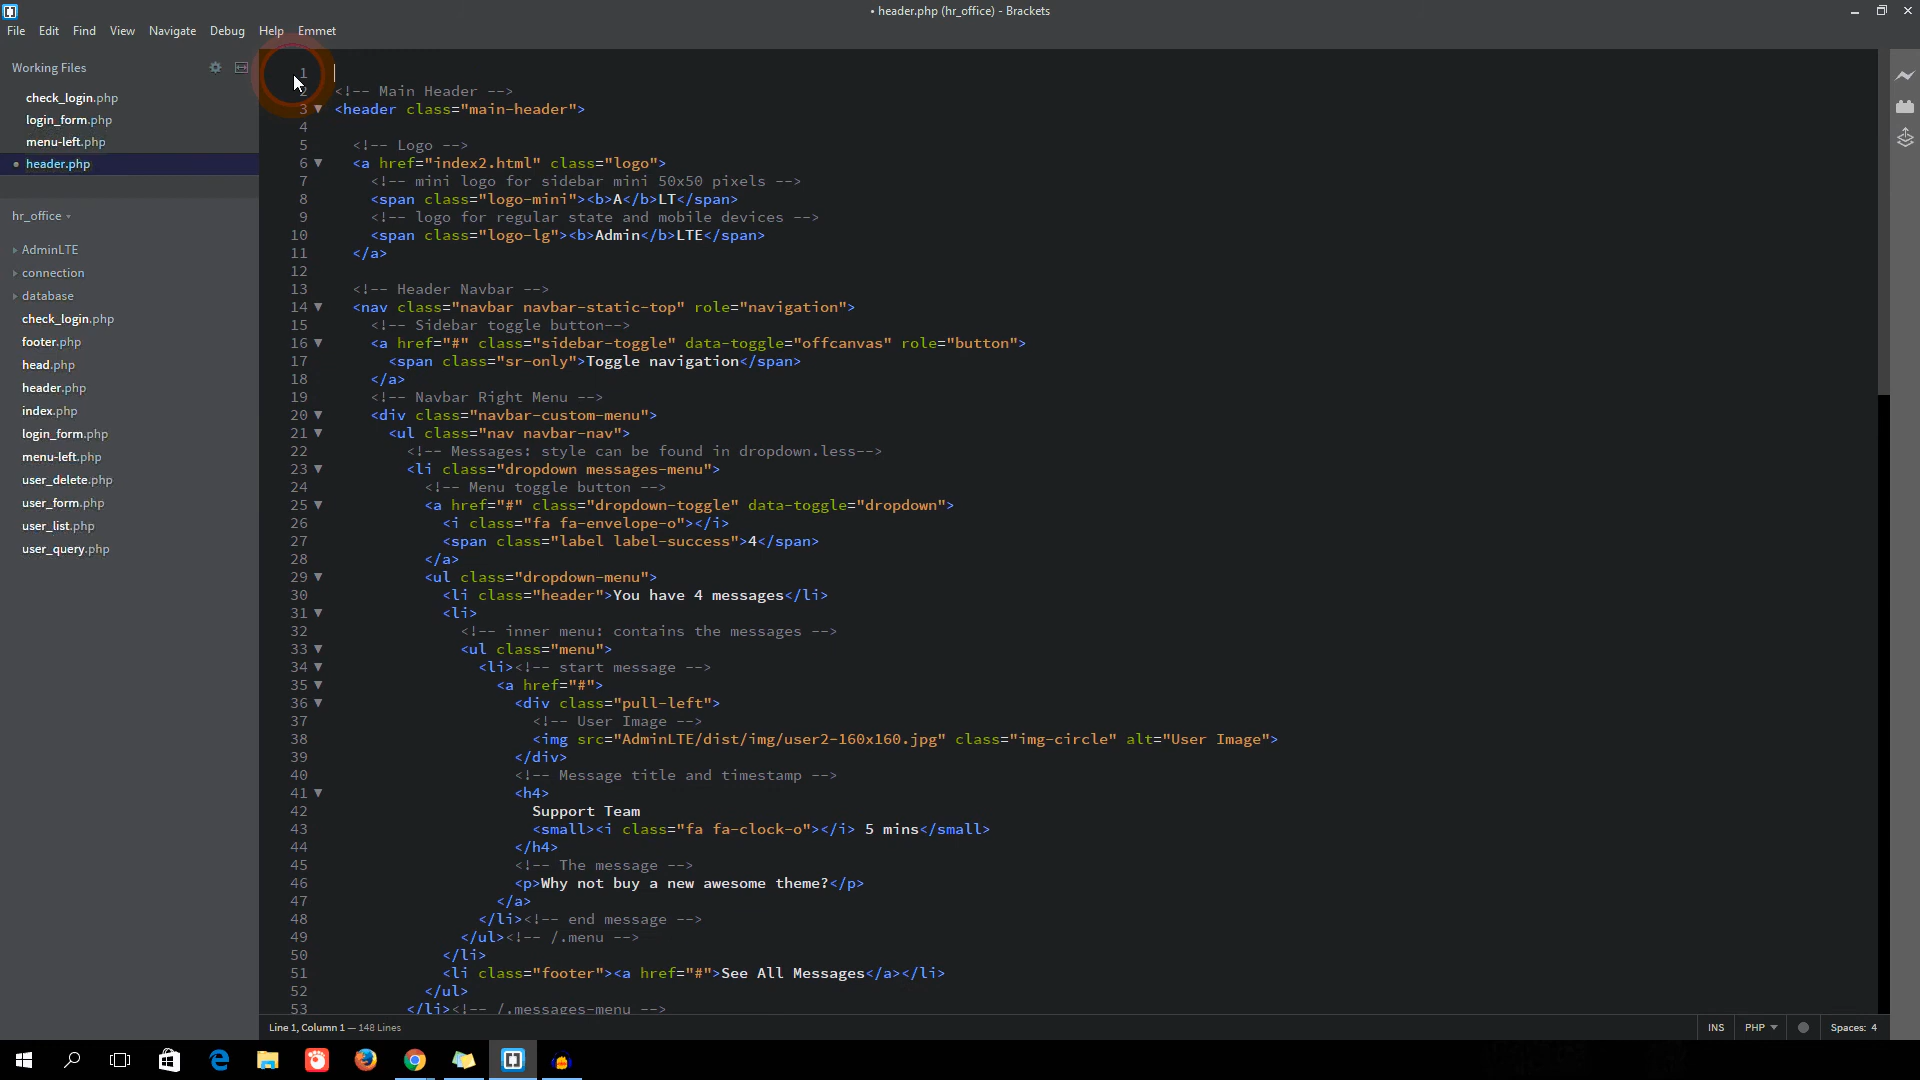 • header.php (hr_office) - Brackets
File Edit Find View Navigate Debug Help Emmet
Working Files
check_login.php
login_form.php
menu-left.php
• header.php
hr_office
AdminLTE
connection
database
check_login.php
footer.php
head.php
header.php
index.php
login_form.php
menu-left.php
user_delete.php
user_form.php
user_list.php
user_query.php
1
2 <!-- Main Header -->
3 <header class="main-header">
4
5 <!-- Logo -->
6 <a href="index2.html" class="logo">
7 <!-- mini logo for sidebar mini 50x50 pixels -->
8 <span class="logo-mini"><b>A</b>LT</span>
9 <!-- logo for regular state and mobile devices -->
10 <span class="logo-lg"><b>Admin</b>LTE</span>
11 </a>
12
13 <!-- Header Navbar -->
14 <nav class="navbar navbar-static-top" role="navigation">
15 <!-- Sidebar toggle button-->
16 <a href="#" class="sidebar-toggle" data-toggle="offcanvas" role="button">
17 <span class="sr-only">Toggle navigation</span>
18 </a>
19 <!-- Navbar Right Menu -->
20 <div class="navbar-custom-menu">
21 <ul class="nav navbar-nav">
22 <!-- Messages: style can be found in dropdown.less-->
23 <li class="dropdown messages-menu">
24 <!-- Menu toggle button -->
25 <a href="#" class="dropdown-toggle" data-toggle="dropdown">
26 <i class="fa fa-envelope-o"></i>
27 <span class="label label-success">4</span>
28 </a>
29 <ul class="dropdown-menu">
30 <li class="header">You have 4 messages</li>
31 <li>
32 <!-- inner menu: contains the messages -->
33 <ul class="menu">
34 <li><!-- start message -->
35 <a href="#">
36 <div class="pull-left">
37 <!-- User Image -->
38 <img src="AdminLTE/dist/img/user2-160x160.jpg" class="img-circle" alt="User Image">
39 </div>
40 <!-- Message title and timestamp -->
41 <h4>
42 Support Team
43 <small><i class="fa fa-clock-o"></i> 5 mins</small>
44 </h4>
45 <!-- The message -->
46 <p>Why not buy a new awesome theme?</p>
47 </a>
48 </li><!-- end message -->
49 </ul><!-- /.menu -->
50 </li>
51 <li class="footer"><a href="#">See All Messages</a></li>
52 </ul>
53 </li><!-- /.messages-menu -->
Line 1, Column 1 — 148 Lines
INS PHP Spaces: 4